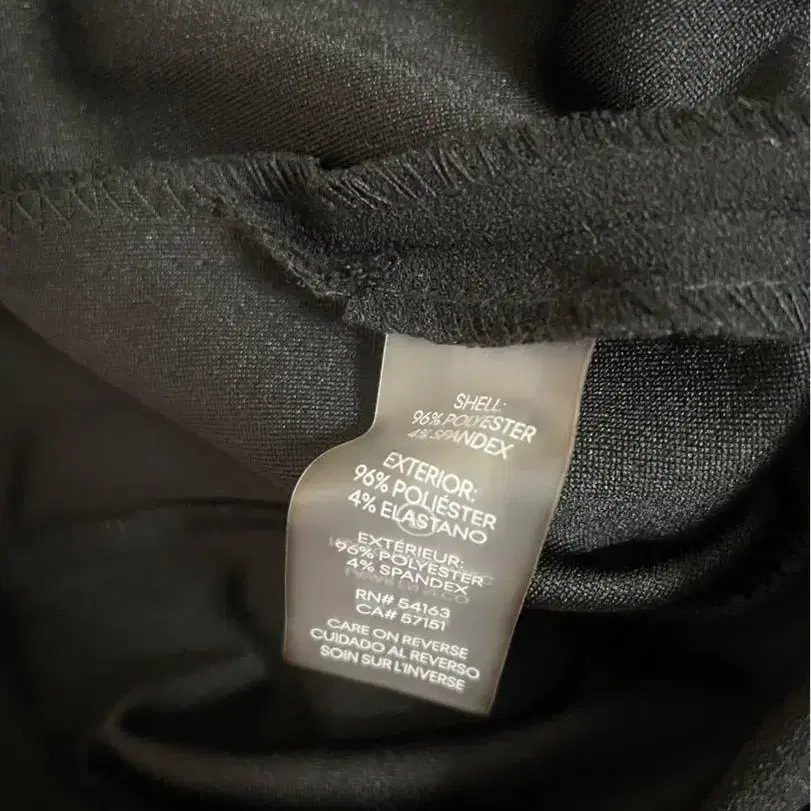 SHELL:
96% POLYESTER
4% SPANDEX
EXTERIOR:
96% POLIÉSTER
4% ELASTANO
EXTÉRIEUR:
96% POLYESTER
4% SPANDEX
RN# 54163
CA# 57151
CARE ON REVERSE
CUIDADO AL REVERSO
SOIN SUR L'INVERSE